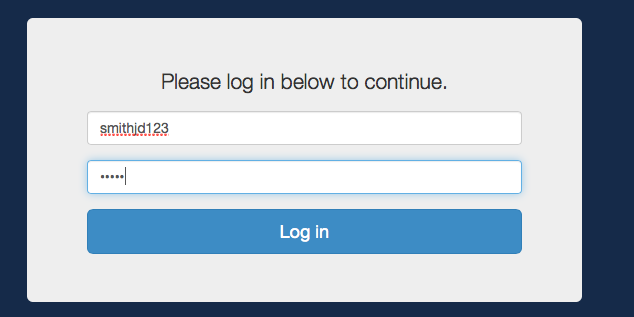 Please log in below to continue.
smithjd123
•••••
Log in